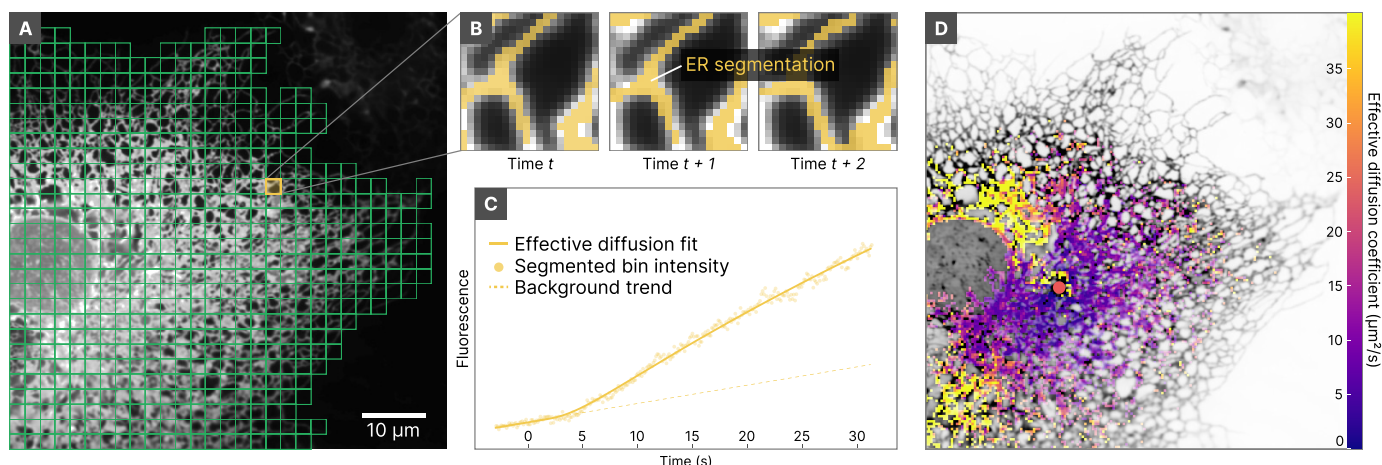 A
10 µm
B
ER segmentation
Time t
Time t + 1
Time t + 2
C
Effective diffusion fit
Segmented bin intensity
Background trend
Fluorescence
0 5 10 15 20 25 30
Time (s)
D
35
30
25
20
15
10
5
0
Effective diffusion coefficient (µm²/s)